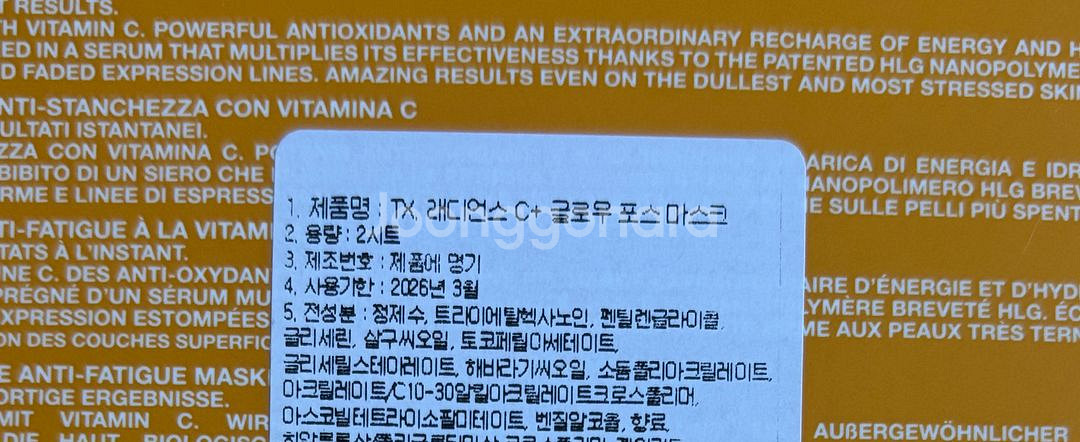 T RESULTS.
TH VITAMIN C. POWERFUL ANTIOXIDANTS AND AN EXTRAORDINARY RECHARGE OF ENERGY AND H
ED IN A SERUM THAT MULTIPLIES ITS EFFECTIVENESS THANKS TO THE PATENTED HLG NANOPOLYME
D FADED EXPRESSION LINES. AMAZING RESULTS EVEN ON THE DULLEST AND MOST STRESSED SKI
NTI-STANCHEZZA CON VITAMINA C
ULTATI ISTANTANEI.
ZZA CON VITAMINA C. PO
ARICA DI ENERGIA E IDR
BIBITO DI UN SIERO CHE
NANOPOLIMERO HLG BREV
RME E LINEE DI ESPRESS
E SULLE PELLI PIÙ SPENT
TI-FATIGUE À LA VITAMI
TATS À L'INSTANT.
NE C. DES ANTI-OXYDAN
AIRE D'ÉNERGIE ET D'HYD
PRÉGNÉ D'UN SÉRUM MU
LYMÈRE BREVETÉ HLG. ÉC
XPRESSION ESTOMPÉES
ME AUX PEAUX TRÈS TERN
ON DES COUCHES SUPERFIC
E ANTI-FATIGUE MASKE
ORTIGE ERGEBNISSE.
MIT VITAMIN C. WIR
AUßERGEWÖHNLICHER
DIE HAUT BIOLOGISC
1. 제품명 : TX 래디언스 C+ 글로우 포스 마스크
2. 용량 : 2시트
3. 제조번호 : 제품에 명기
4. 사용기한 : 2026년 3월
5. 전성분 : 정제수, 트라이에틸헥사노인, 펜틸렌글라이콜,
글리세린, 살구씨오일, 토코페릴아세테이트,
글리세릴스테아레이트, 해바라기씨오일, 소듐폴리아크릴레이트,
아크릴레이트/C10-30알킬아크릴레이트크로스폴리머,
아스코빌테트라이소팔미테이트, 벤질알코올, 향료,
bonggonara